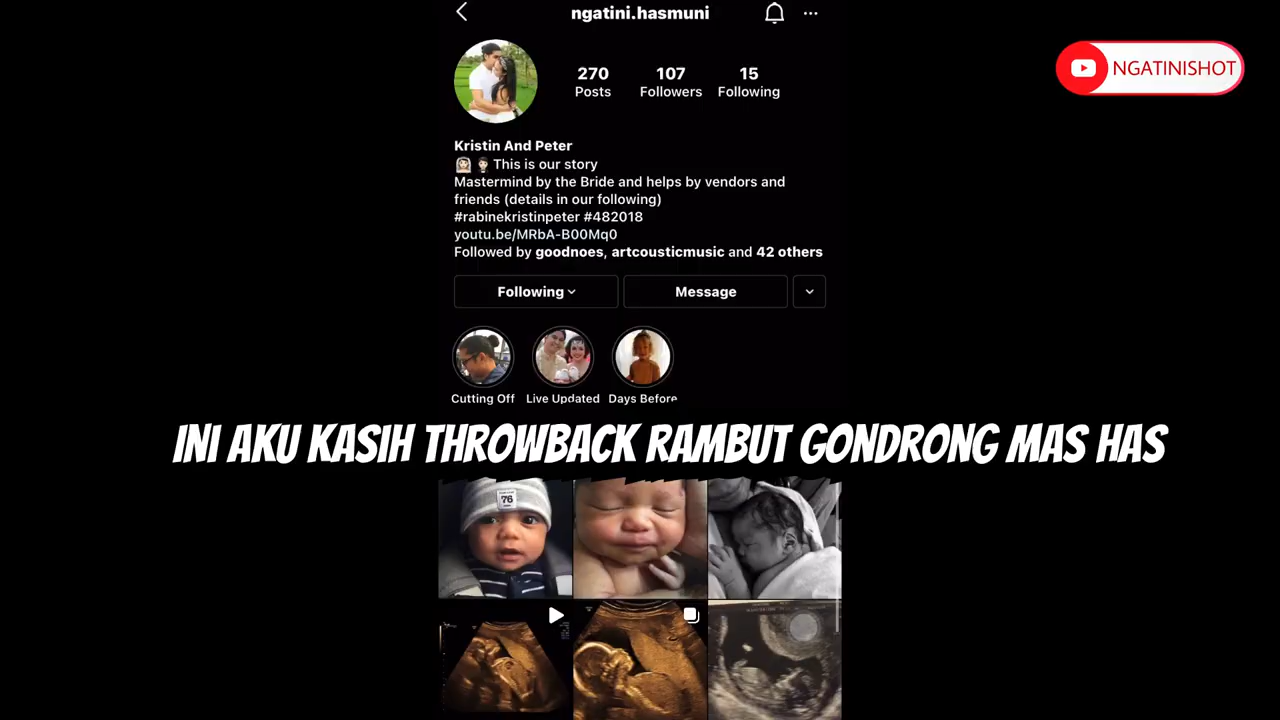 ngatini.hasmuni
NGATINISHOT
270 107 15
Posts Followers Following
Kristin And Peter
This is our story
Mastermind by the Bride and helps by vendors and
friends (details in our following)
#rabinekristinpeter #482018
youtu.be/MRbA-B00Mq0
Followed by goodnoes, artcousticmusic and 42 others
Following Message
Cutting Off Live Updated Days Before
INI AKU KASIH THROWBACK RAMBUT GONDRONG MAS HAS
76